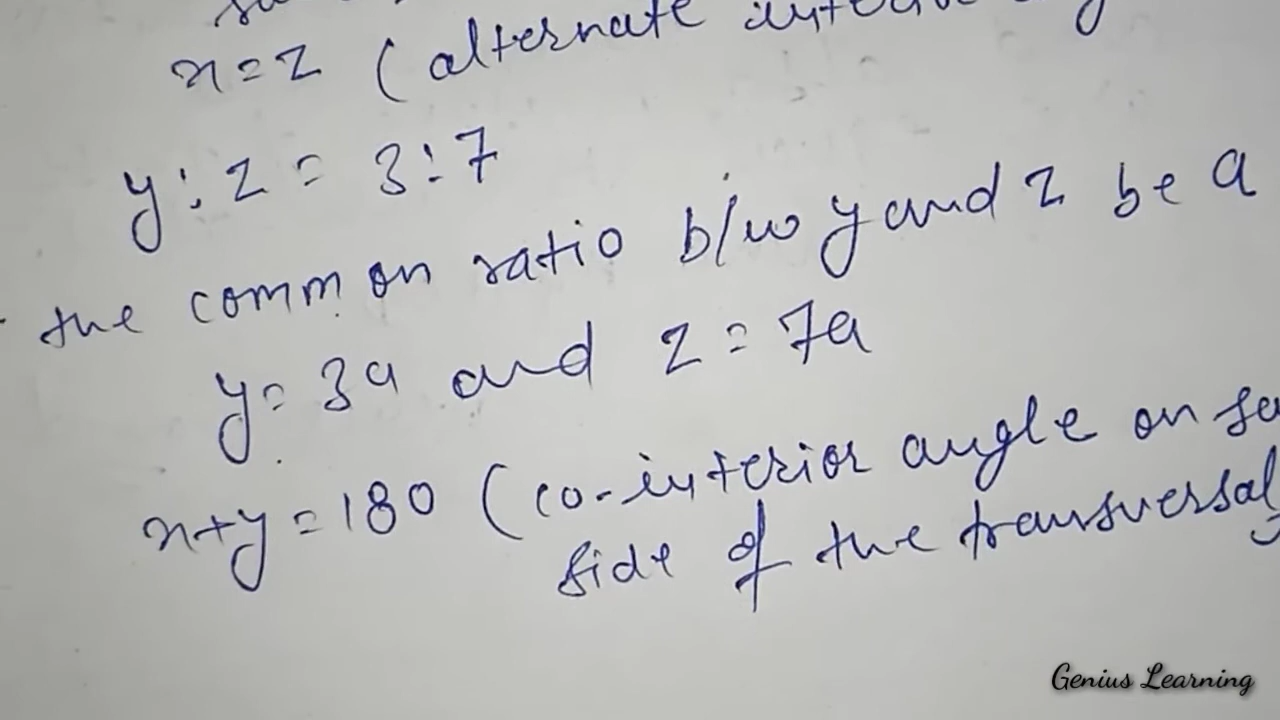 x=z (alternate
y:z = 3:7
the common ratio b/w y and z be a
y= 3a and z = 7a
x+y=180 (co-interior angle on sa
side of the transversal
Genius Learning